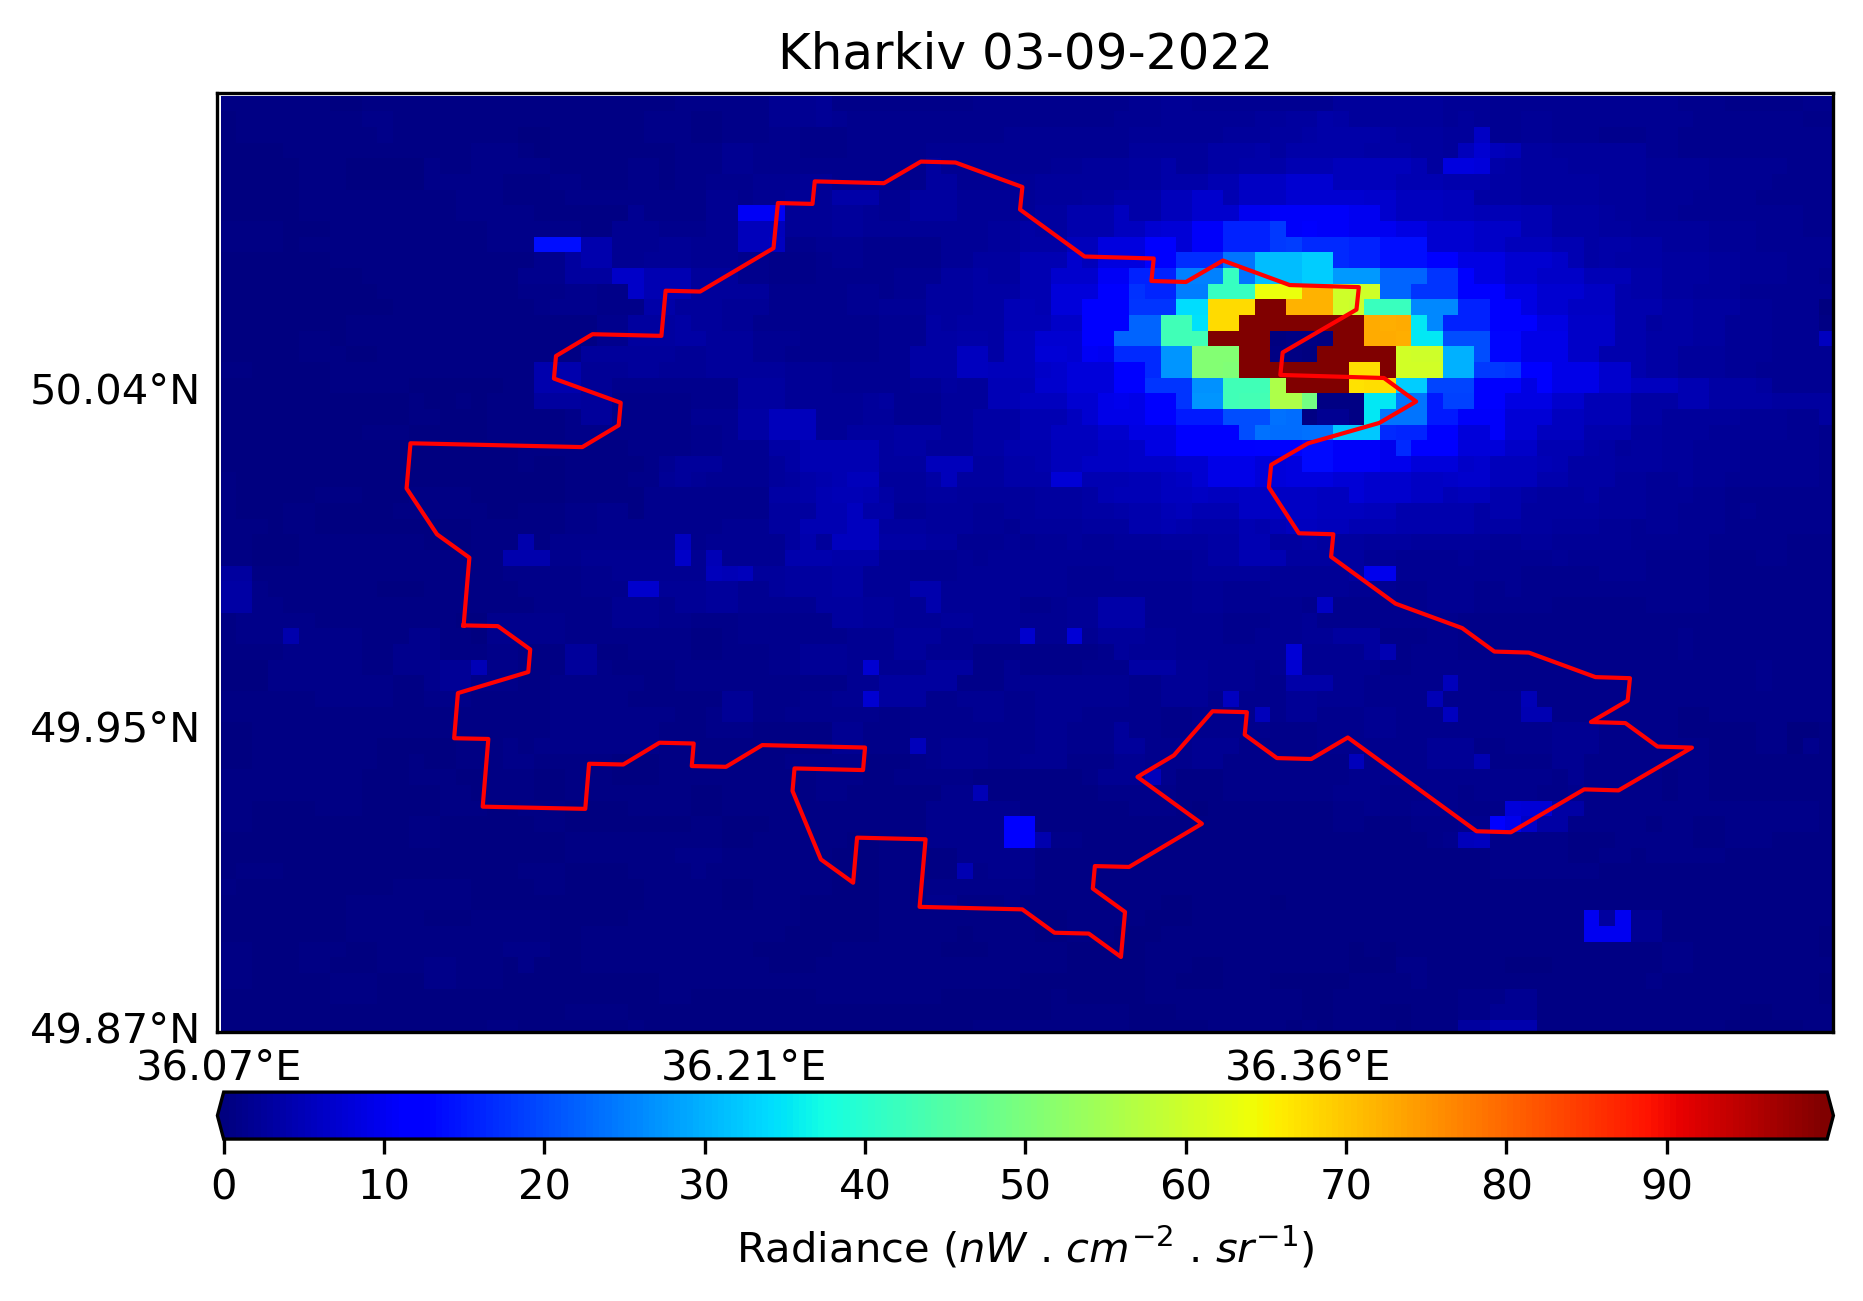 Kharkiv 03-09-2022
50.04°N
49.95°N
49.87°N
36.07°E 36.21°E 36.36°E
0 10 20 30 40 50 60 70 80 90
Radiance (nW . cm⁻² . sr⁻¹)